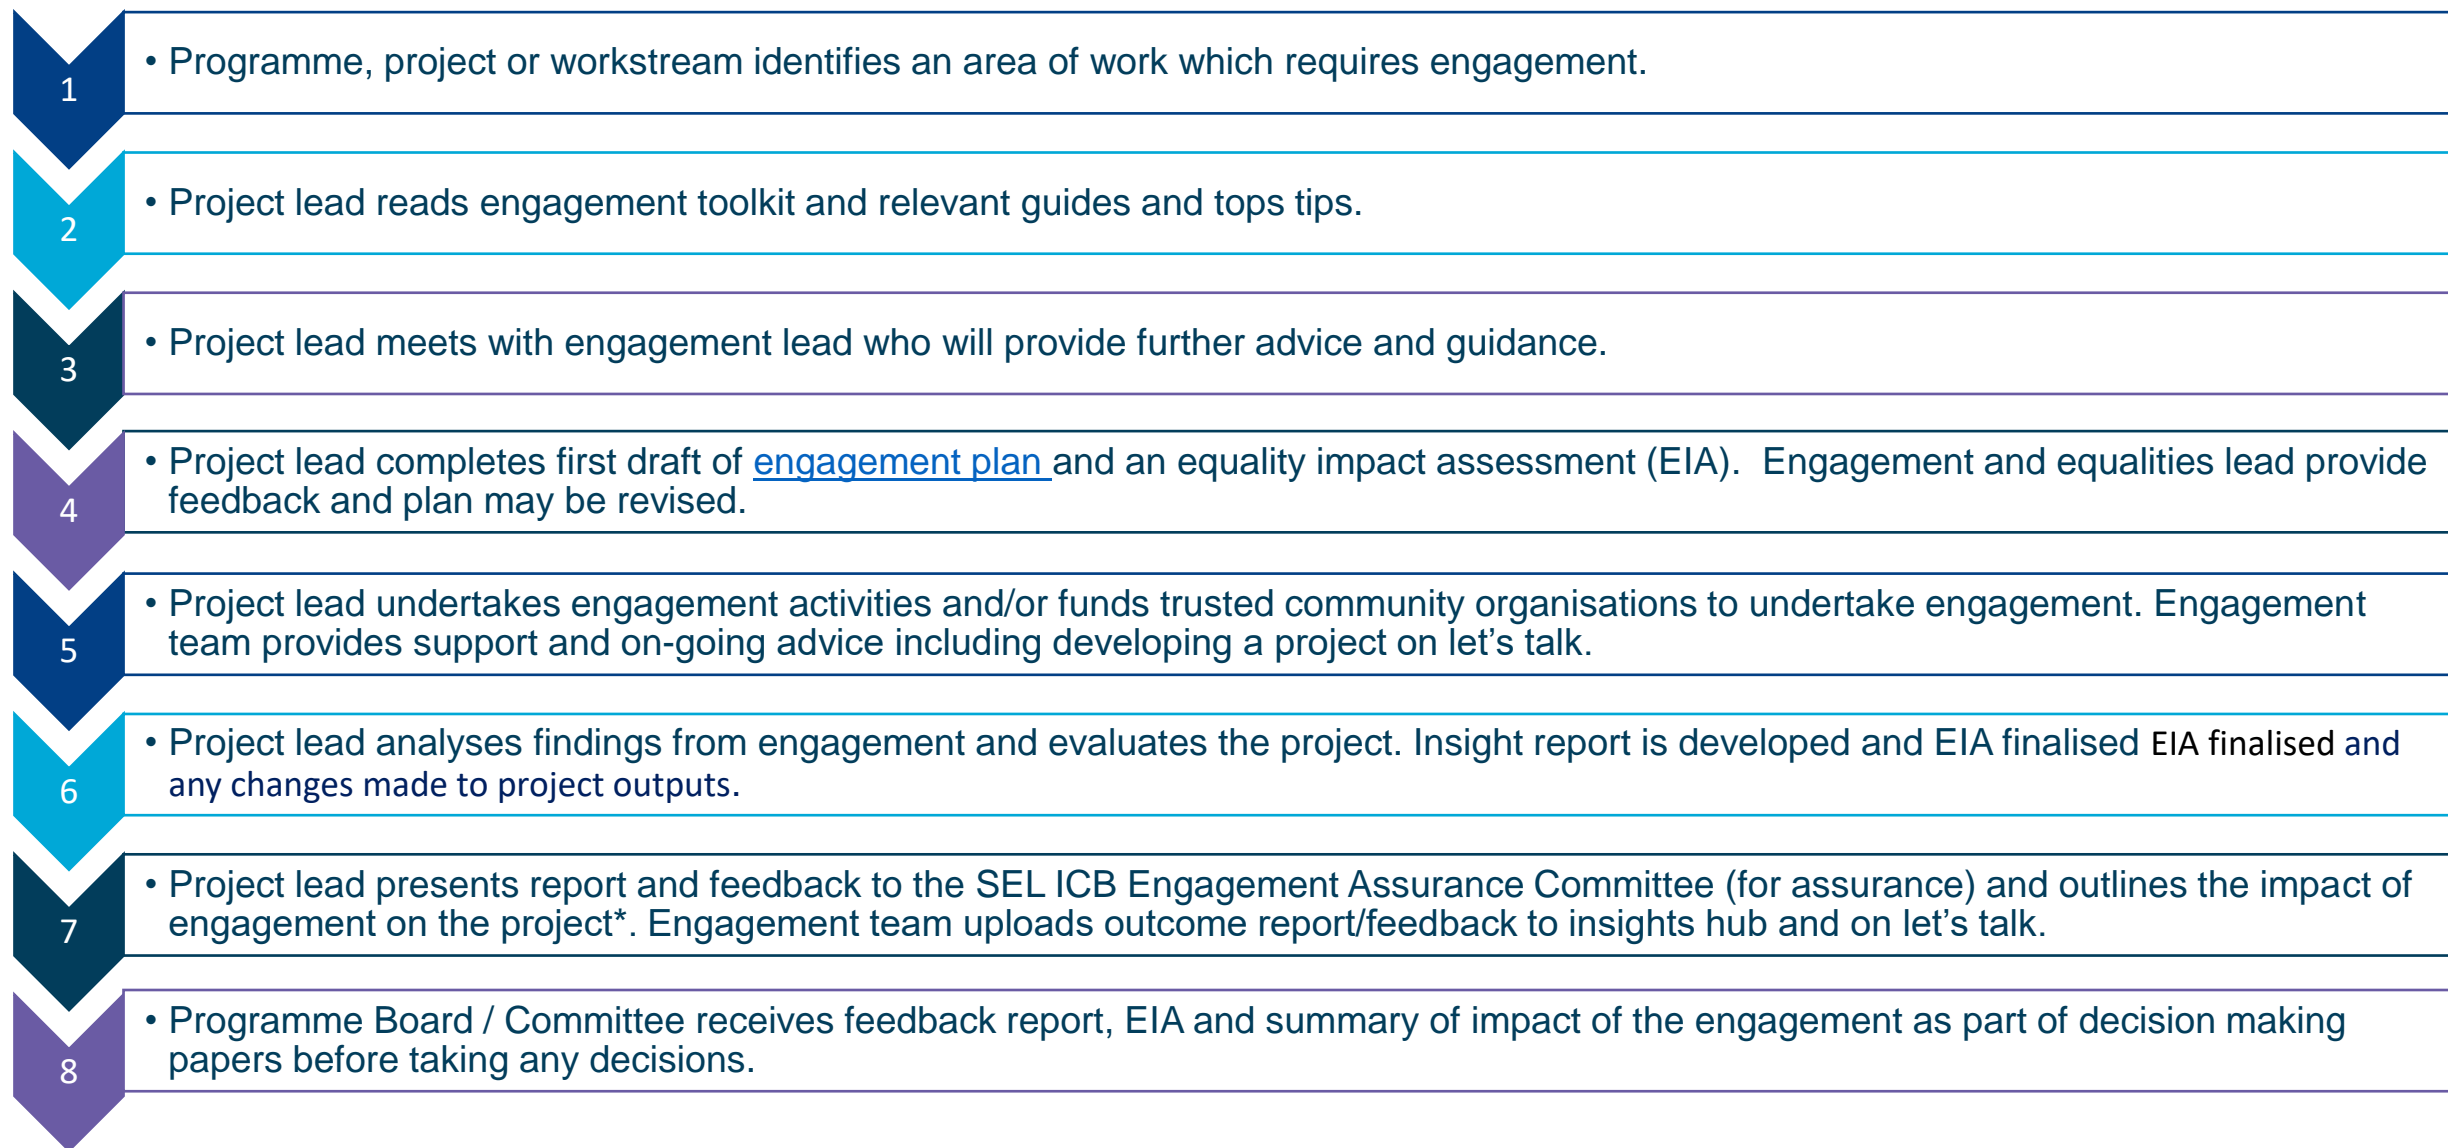 1
• Programme, project or workstream identifies an area of work which requires engagement.
2
• Project lead reads engagement toolkit and relevant guides and tops tips.
3
• Project lead meets with engagement lead who will provide further advice and guidance.
4
• Project lead completes first draft of engagement plan and an equality impact assessment (EIA).  Engagement and equalities lead provide
feedback and plan may be revised.
5
• Project lead undertakes engagement activities and/or funds trusted community organisations to undertake engagement. Engagement
team provides support and on-going advice including developing a project on let’s talk.
6
• Project lead analyses findings from engagement and evaluates the project. Insight report is developed and EIA finalised EIA finalised and
any changes made to project outputs.
7
• Project lead presents report and feedback to the SEL ICB Engagement Assurance Committee (for assurance) and outlines the impact of
engagement on the project*. Engagement team uploads outcome report/feedback to insights hub and on let’s talk.
8
• Programme Board / Committee receives feedback report, EIA and summary of impact of the engagement as part of decision making
papers before taking any decisions.